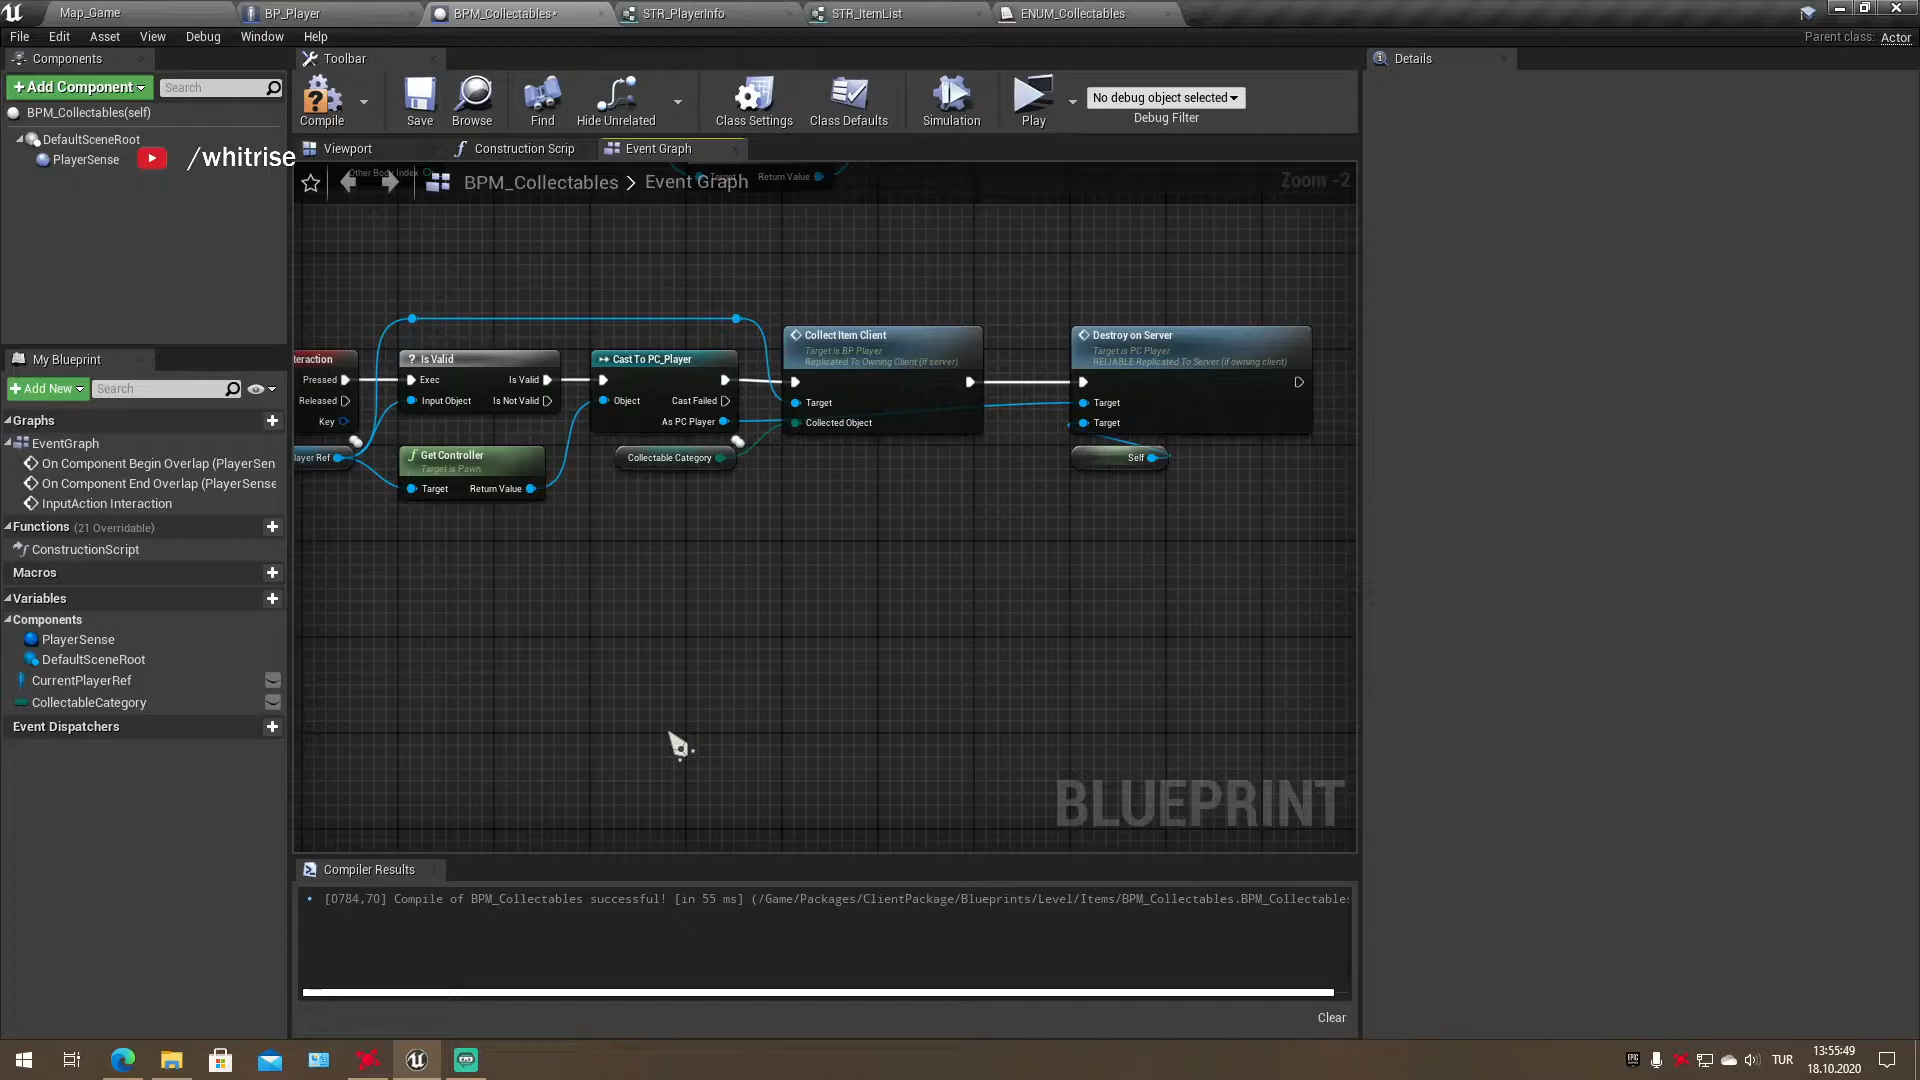 Map_Game
BP_Player
BPM_Collectables*
STR_PlayerInfo
STR_ItemList
ENUM_Collectables
File
Edit
Asset
View
Debug
Window
Help
Parent class: Actor
Components
Toolbar
Details
+Add Component
Search
BPM_Collectables(self)
DefaultSceneRoot
PlayerSense
/whitrise
Compile
Save
Browse
Find
Hide Unrelated
Class Settings
Class Defaults
Simulation
Play
No debug object selected
Debug Filter
Viewport
Construction Scrip
Event Graph
Other Body Index
Target
Return Value
BPM_Collectables > Event Graph
Zoom -2
teraction
Pressed
Released
Key
layer Ref
? Is Valid
Exec
Is Valid
Input Object
Is Not Valid
Get Controller
Target is Pawn
Target
Return Value
Cast To PC_Player
Object
Cast Failed
As PC Player
Collectable Category
Collect Item Client
Target is BP Player
Replicated To Owning Client (if server)
Target
Collected Object
Destroy on Server
Target is PC Player
RELIABLE Replicated To Server (if owning client)
Target
Target
Self
My Blueprint
+Add New
Search
Graphs
EventGraph
On Component Begin Overlap (PlayerSen
On Component End Overlap (PlayerSense
InputAction Interaction
Functions (21 Overridable)
ConstructionScript
Macros
Variables
Components
PlayerSense
DefaultSceneRoot
CurrentPlayerRef
CollectableCategory
Event Dispatchers
BLUEPRINT
Compiler Results
[0784,70] Compile of BPM_Collectables successful! [in 55 ms] (/Game/Packages/ClientPackage/Blueprints/Level/Items/BPM_Collectables.BPM_Collectables
Clear
TUR
13:55:49
18.10.2020